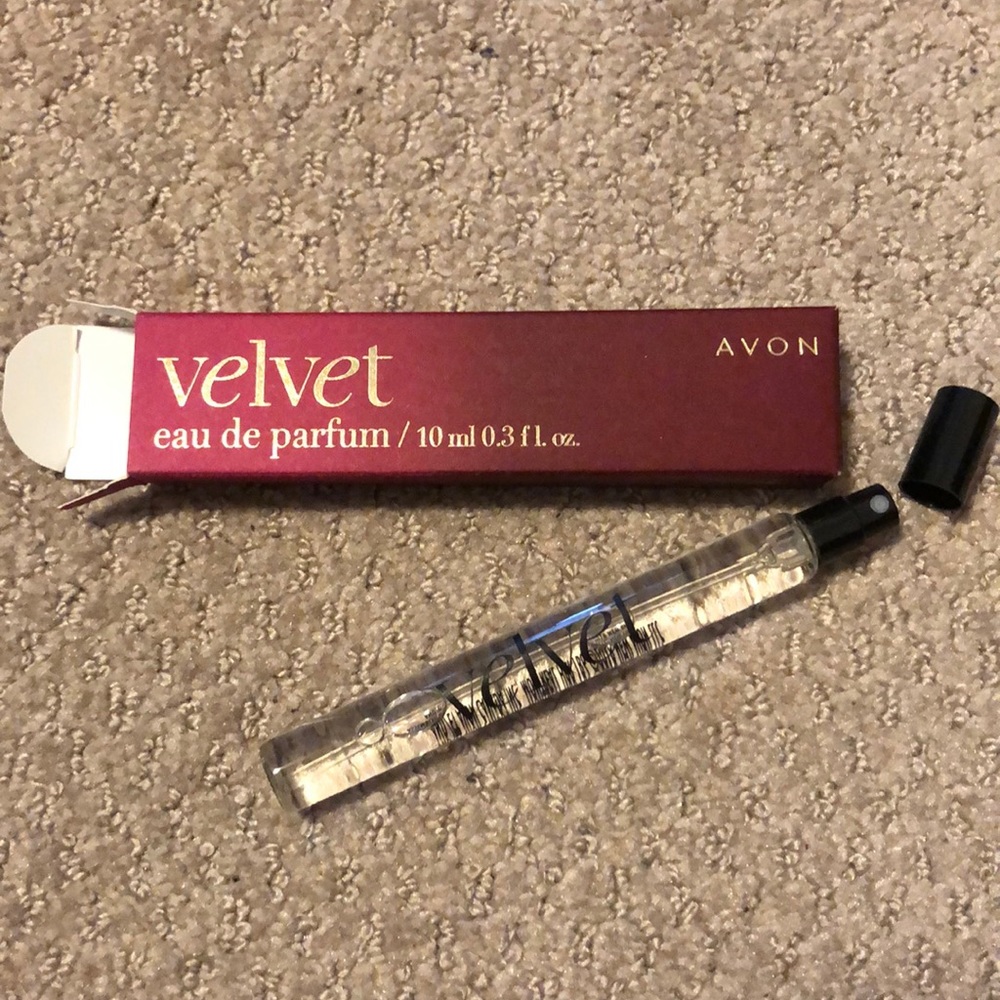 velvet
AVON
eau de parfum / 10 ml 0.3 fl. oz.
velvet